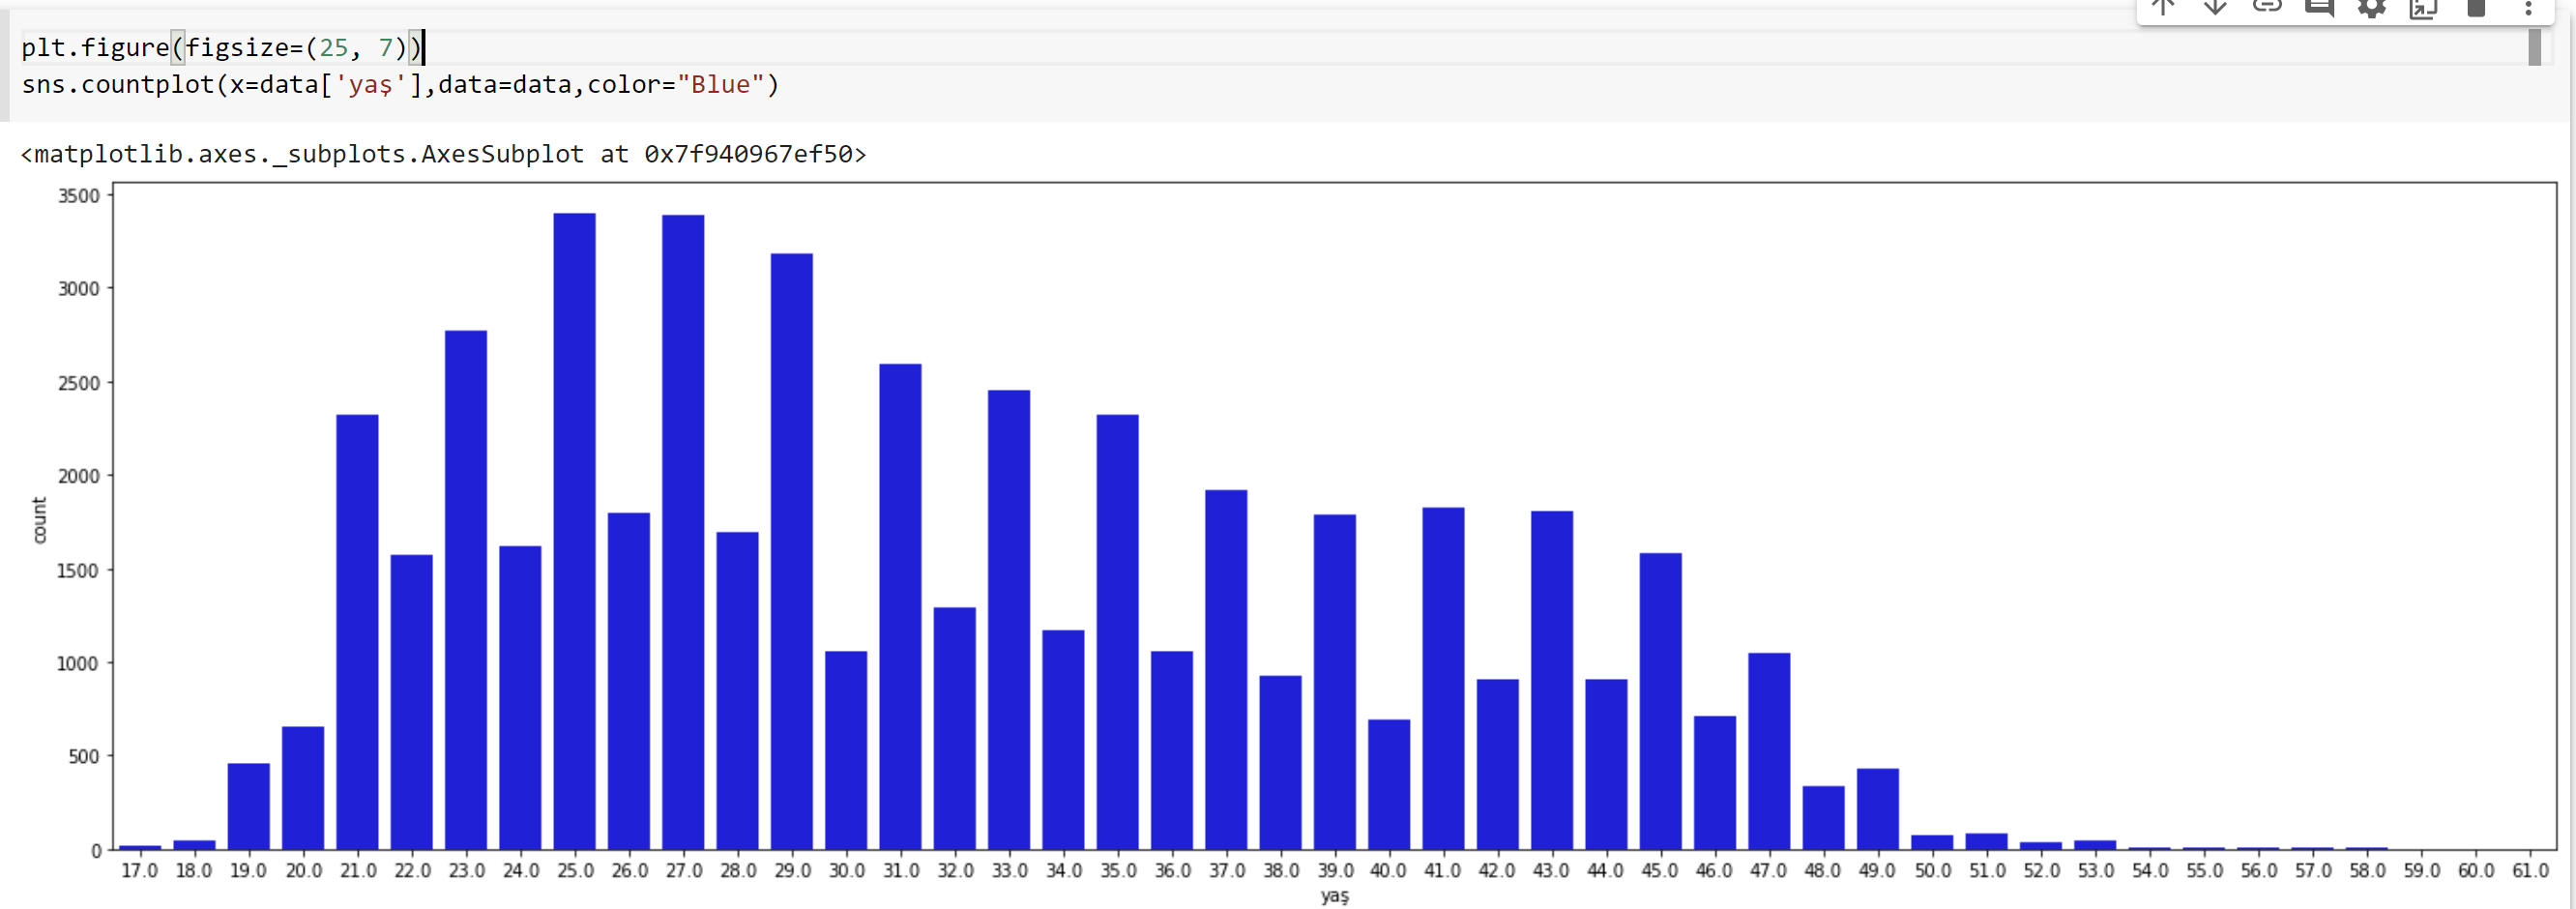 plt.figure(figsize=(25, 7))
sns.countplot(x=data['yaş'],data=data,color="Blue")
<matplotlib.axes._subplots.AxesSubplot at 0x7f940967ef50>
3500
3000
2500
2000
1500
1000
500
0
count
17.0 18.0 19.0 20.0 21.0 22.0 23.0 24.0 25.0 26.0 27.0 28.0 29.0 30.0 31.0 32.0 33.0 34.0 35.0 36.0 37.0 38.0 39.0 40.0 41.0 42.0 43.0 44.0 45.0 46.0 47.0 48.0 49.0 50.0 51.0 52.0 53.0 54.0 55.0 56.0 57.0 58.0 59.0 60.0 61.0
yaş